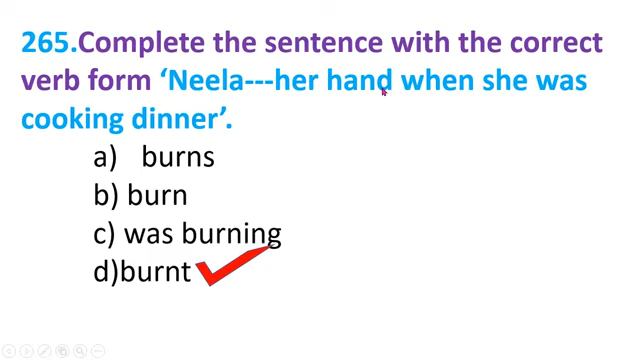 265.Complete the sentence with the correct
verb form ‘Neela---her hand when she was
cooking dinner’.
a) burns
b) burn
c) was burning
d)burnt